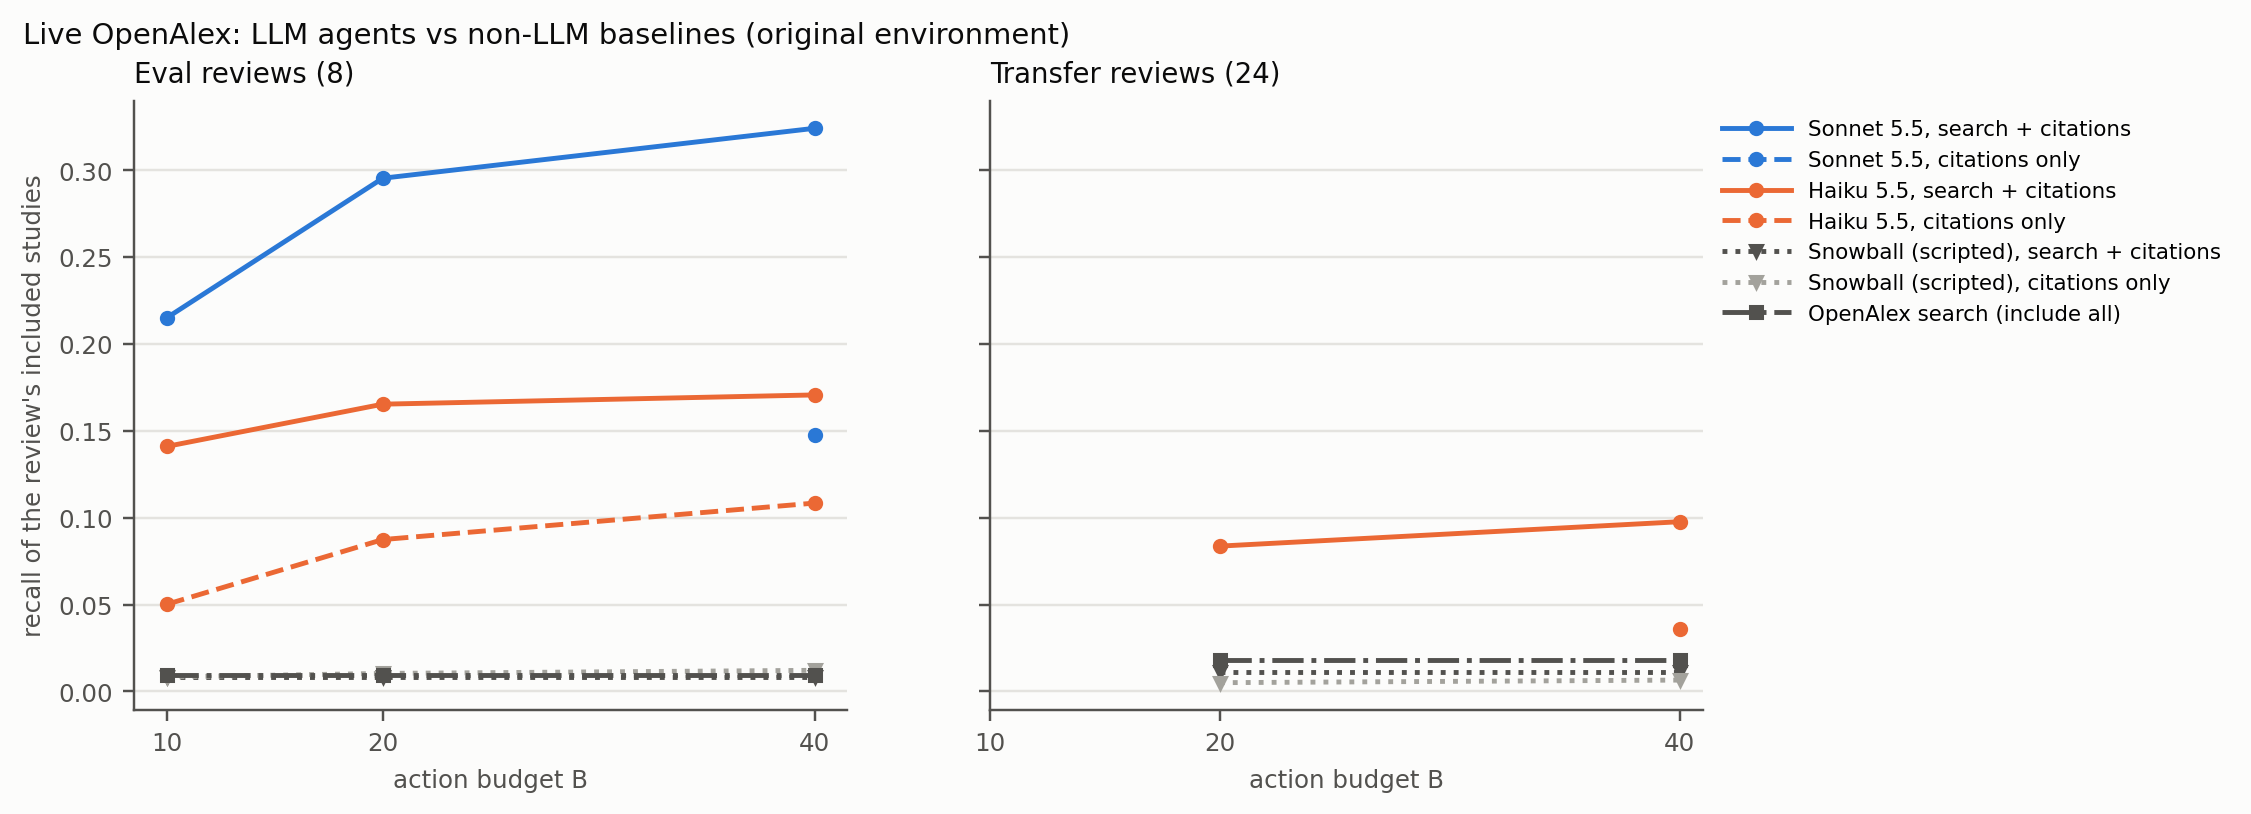 Live OpenAlex: LLM agents vs non-LLM baselines (original environment)
Eval reviews (8)
recall of the review's included studies
0.30
0.25
0.20
0.15
0.10
0.05
0.00
10
20
40
action budget B
Transfer reviews (24)
10
20
40
action budget B
Sonnet 5.5, search + citations
Sonnet 5.5, citations only
Haiku 5.5, search + citations
Haiku 5.5, citations only
Snowball (scripted), search + citations
Snowball (scripted), citations only
OpenAlex search (include all)